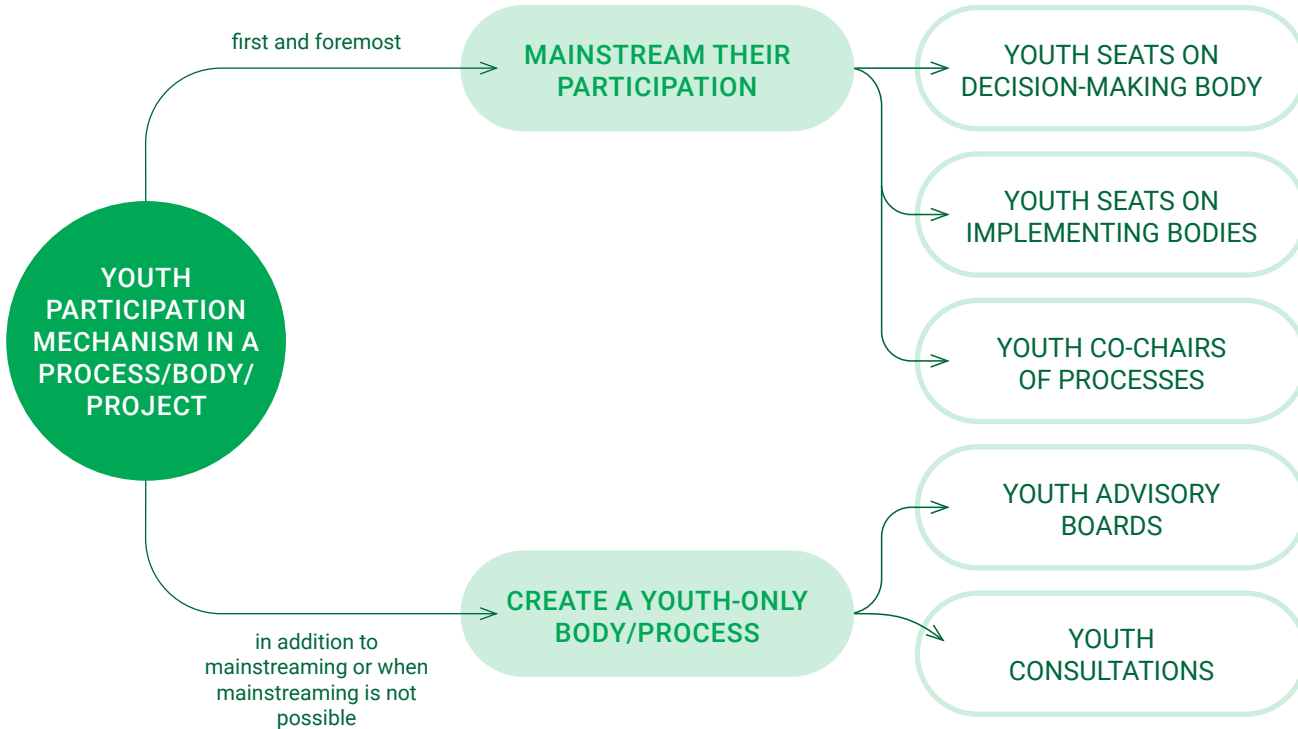 first and foremost
MAINSTREAM THEIR
PARTICIPATION
YOUTH SEATS ON
DECISION-MAKING BODY
YOUTH SEATS ON
IMPLEMENTING BODIES
YOUTH
PARTICIPATION
MECHANISM IN A
PROCESS/BODY/
PROJECT
YOUTH CO-CHAIRS
OF PROCESSES
YOUTH ADVISORY
BOARDS
in addition to
mainstreaming or when
mainstreaming is not
possible
CREATE A YOUTH-ONLY
BODY/PROCESS
YOUTH
CONSULTATIONS